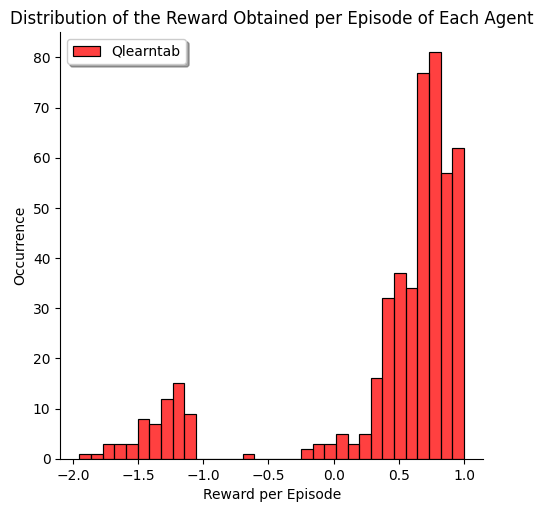 Distribution of the Reward Obtained per Episode of Each Agent
Qlearntab
80
70
60
50
40
30
20
10
0
Occurrence
−2.0 −1.5 −1.0 −0.5 0.0 0.5 1.0
Reward per Episode